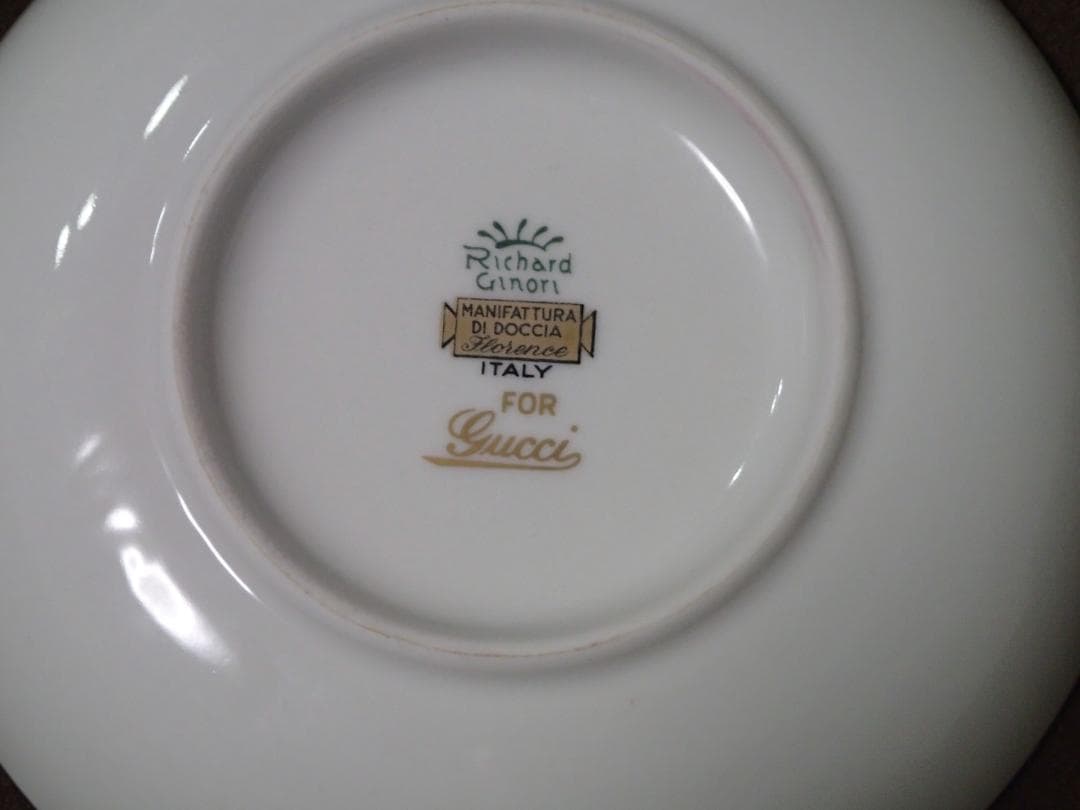 Richard
Ginori
MANIFATTURA
DI DOCCIA
Florence
ITALY
FOR
Gucci